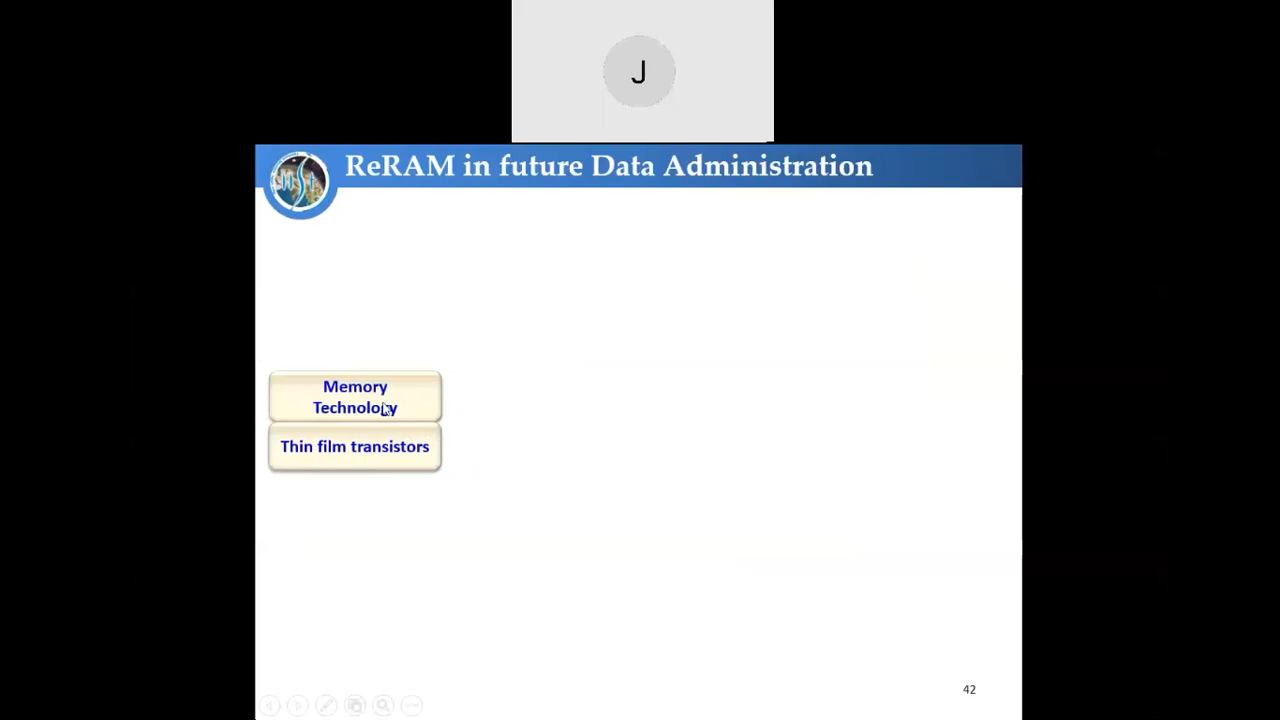 J
ReRAM in future Data Administration
Memory
Technology
Thin film transistors
42